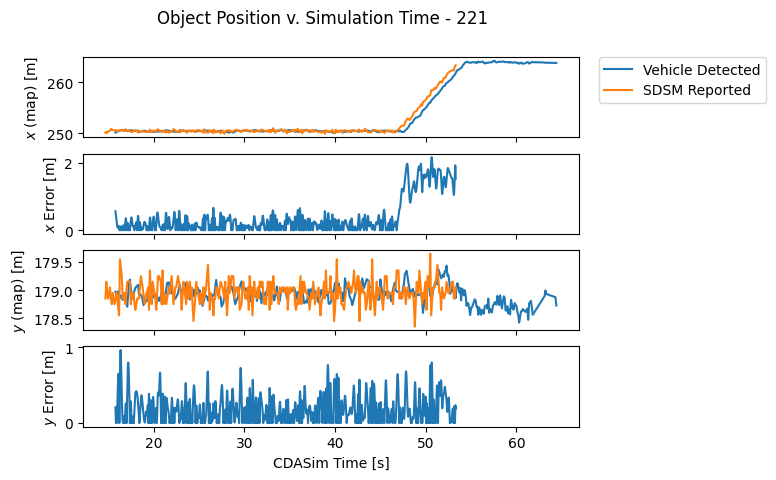 Object Position v. Simulation Time - 221
x (map) [m]
260
250
Vehicle Detected
SDSM Reported
x Error [m]
2
0
y (map) [m]
179.5
179.0
178.5
y Error [m]
1
0
20 30 40 50 60
CDASim Time [s]